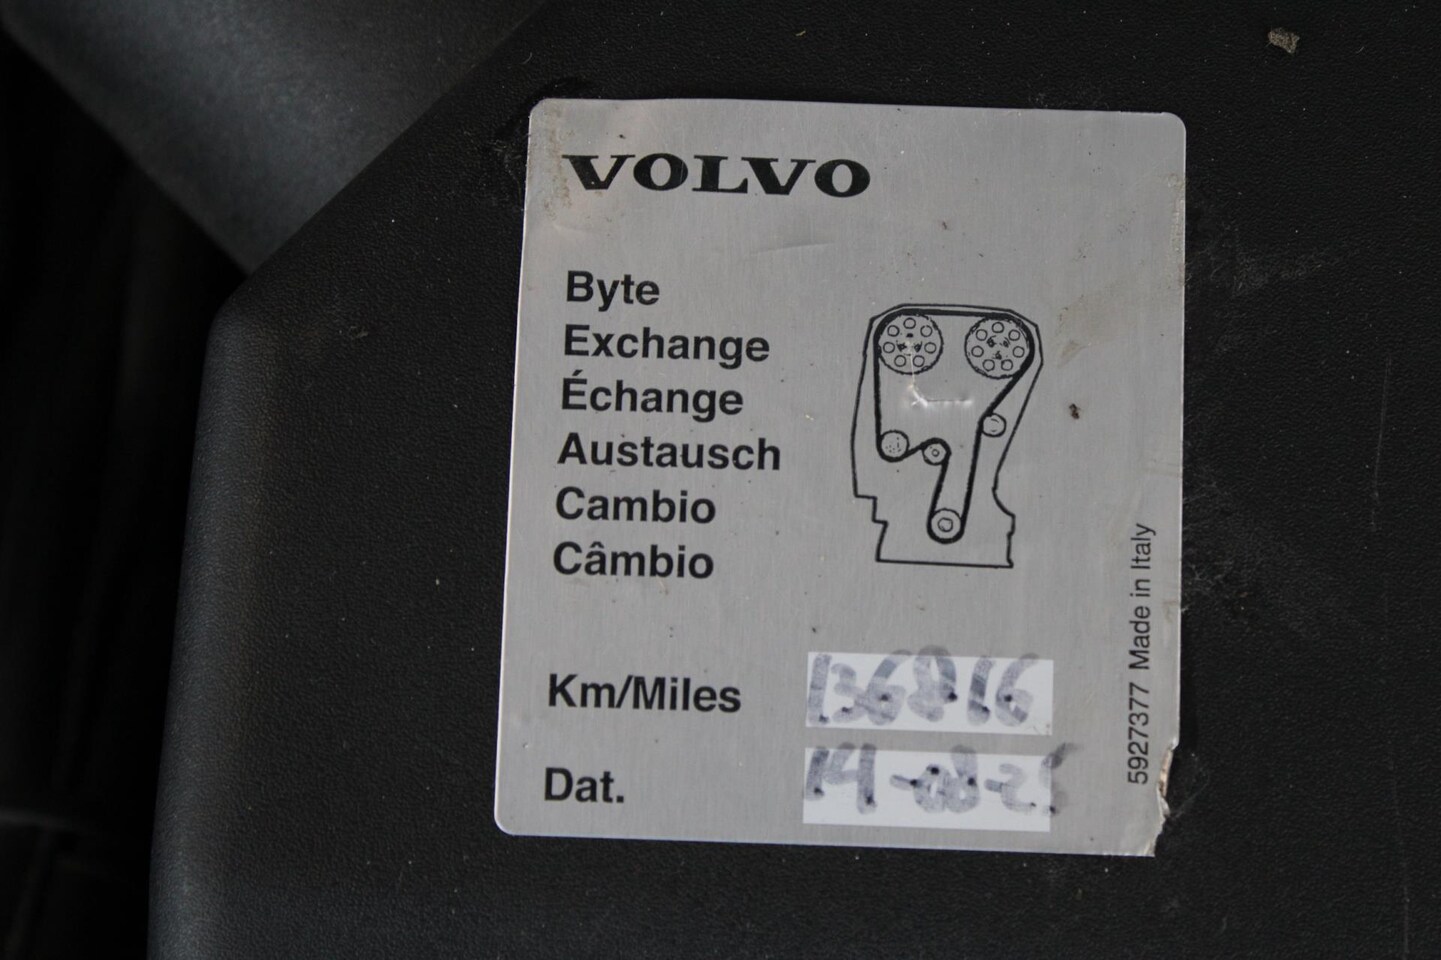 VOLVO
Byte
Exchange
Échange
Austausch
Cambio
Câmbio
Km/Miles 136816
Dat.
5927377 Made in Italy